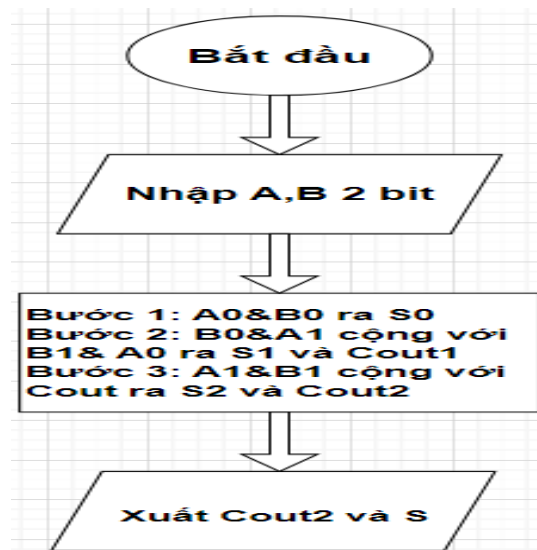 Bắt đầu
Nhập A,B 2 bit
Bước 1: A0&B0 ra S0
Bước 2: B0&A1 cộng với
B1& A0 ra S1 và Cout1
Bước 3: A1&B1 cộng với
Cout ra S2 và Cout2
Xuất Cout2 và S